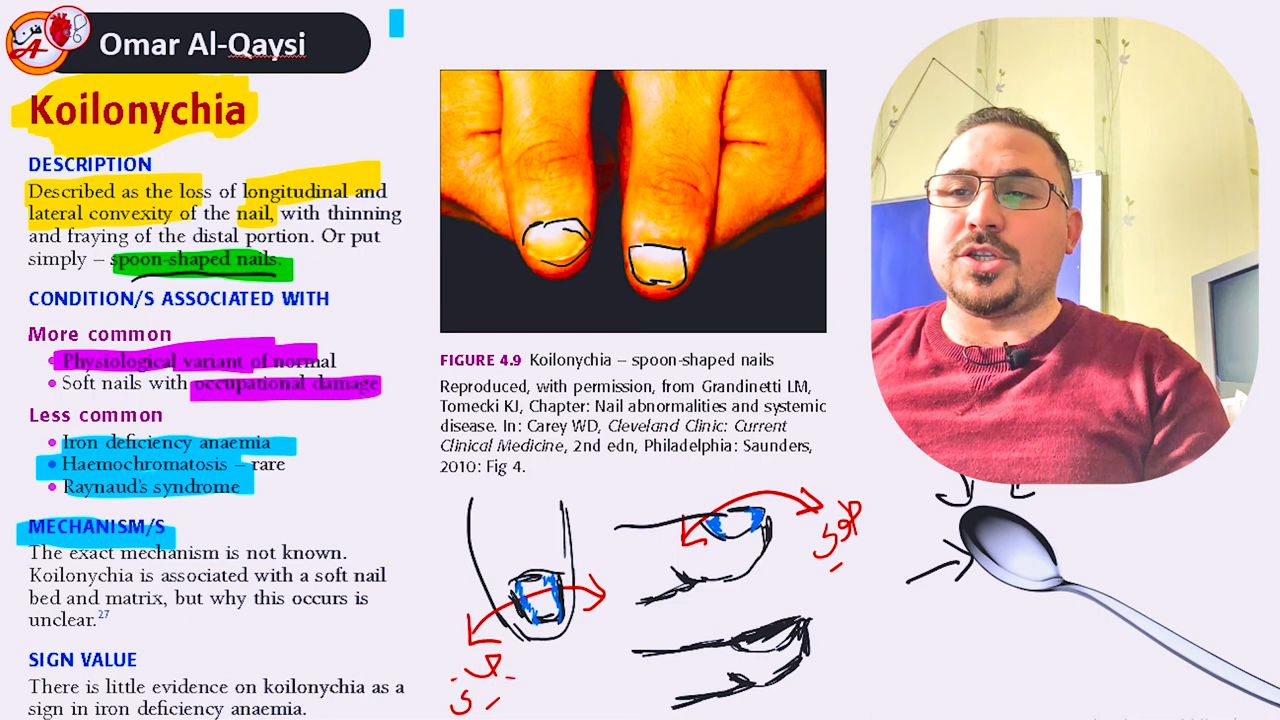 Omar Al-Qaysi
Koilonychia
DESCRIPTION
Described as the loss of longitudinal and
lateral convexity of the nail, with thinning
and fraying of the distal portion. Or put
simply – spoon-shaped nails.
CONDITION/S ASSOCIATED WITH
More common
• Physiological variant of normal
• Soft nails with occupational damage
Less common
• Iron deficiency anaemia
• Haemochromatosis – rare
• Raynaud's syndrome
MECHANISM/S
The exact mechanism is not known.
Koilonychia is associated with a soft nail
bed and matrix, but why this occurs is
unclear.27
SIGN VALUE
There is little evidence on koilonychia as a
sign in iron deficiency anaemia.
FIGURE 4.9 Koilonychia – spoon-shaped nails
Reproduced, with permission, from Grandinetti LM,
Tomecki KJ, Chapter: Nail abnormalities and systemic
disease. In: Carey WD, Cleveland Clinic: Current
Clinical Medicine, 2nd edn, Philadelphia: Saunders,
2010: Fig 4.